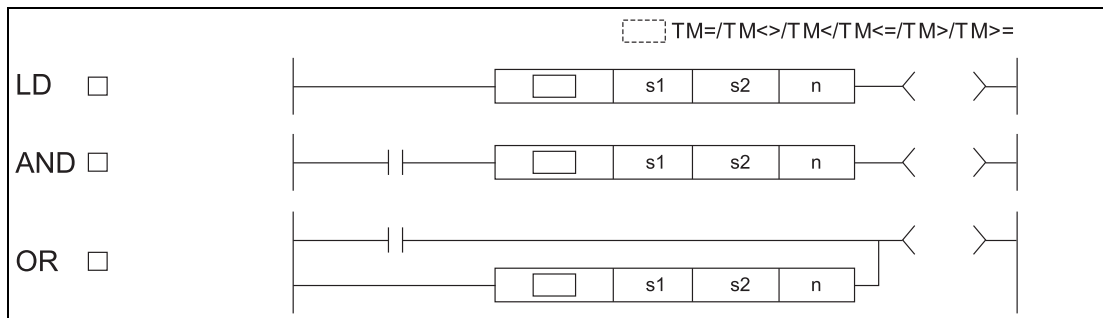 TM=/TM<>/TM</TM<=/TM>/TM>=
LD □
s1 s2 n
AND □
s1 s2 n
OR □
s1 s2 n